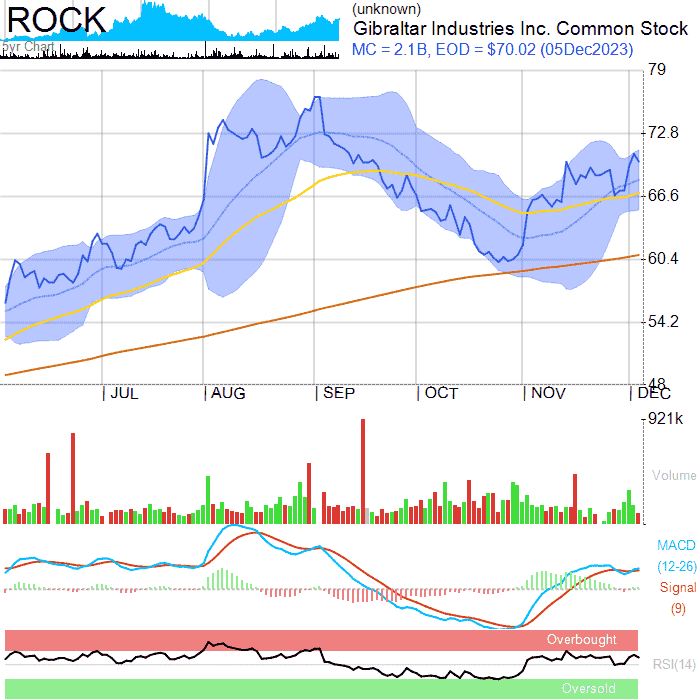 ROCK
5yr Chart
(unknown)
Gibraltar Industries Inc. Common Stock
MC = 2.1B, EOD = $70.02 (05Dec2023)
79
72.8
66.6
60.4
54.2
48
JUL AUG SEP OCT NOV DEC
921k
Volume
MACD
(12-26)
Signal
(9)
Overbought
RSI(14)
Oversold